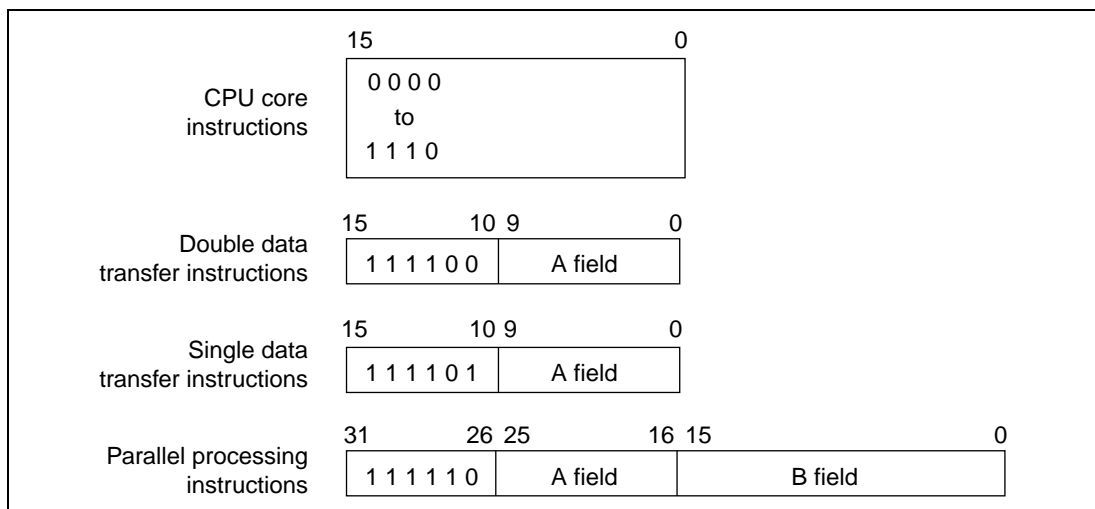 15 0
CPU core
instructions
0 0 0 0
to
1 1 1 0
15 10 9 0
Double data
transfer instructions
1 1 1 1 0 0 A field
15 10 9 0
Single data
transfer instructions
1 1 1 1 0 1 A field
31 26 25 16 15 0
Parallel processing
instructions
1 1 1 1 1 0 A field B field